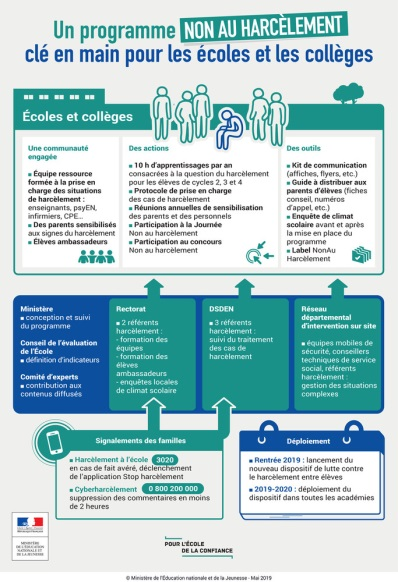 Un programme NON AU HARCÈLEMENT
clé en main pour les écoles et les collèges
Écoles et collèges
Une communauté
engagée
▪ Équipe ressource
formée à la prise en
charge des situations
de harcèlement :
enseignants, psyEN,
infirmiers, CPE...
▪ Des parents sensibilisés
aux signes du harcèlement
▪ Élèves ambassadeurs
Des actions
▪ 10 h d'apprentissages par an
consacrées à la question du harcèlement
pour les élèves de cycles 2, 3 et 4
▪ Protocole de prise en charge
des cas de harcèlement
▪ Réunions annuelles de sensibilisation
des parents et des personnels
▪ Participation à la Journée
Non au harcèlement
▪ Participation au concours
Non au harcèlement
Des outils
▪ Kit de communication
(affiches, flyers, etc.)
▪ Guide à distribuer aux
parents d'élèves (fiches
conseil, numéros
d'appel, etc.)
▪ Enquête de climat
scolaire avant et après
la mise en place du
programme
▪ Label NonAu
Harcèlement
Ministère
▪ conception et suivi
du programme
Conseil de l'évaluation
de l'École
▪ définition d'indicateurs
Comité d'experts
▪ contribution aux
contenus diffusés
Rectorat
▪ 2 référents
harcèlement :
- formation des
équipes
- formation des
élèves
ambassadeurs
- enquêtes locales
de climat scolaire
DSDEN
▪ 3 référents
harcèlement :
suivi du traitement
des cas de
harcèlement
Réseau
départemental
d'intervention sur site
▪ équipes mobiles de
sécurité, conseillers
techniques de service
social, référents
harcèlement :
gestion des situations
complexes
Signalements des familles
▪ Harcèlement à l'école 3020
en cas de fait avéré, déclenchement
de l'application Stop harcèlement
▪ Cyberharcèlement 0 800 200 000
suppression des commentaires en moins
de 2 heures
Déploiement
▪ Rentrée 2019 : lancement du
nouveau dispositif de lutte contre
le harcèlement entre élèves
▪ 2019-2020 : déploiement du
dispositif dans toutes les académies
MINISTÈRE
DE L'ÉDUCATION
NATIONALE ET
DE LA JEUNESSE
POUR L'ÉCOLE
DE LA CONFIANCE
© Ministère de l'Éducation nationale et de la Jeunesse - Mai 2019